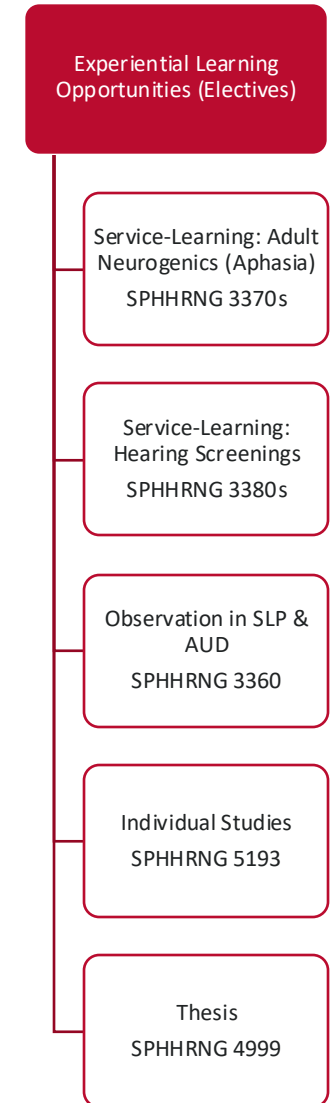 Experiential Learning
Opportunities (Electives)
Service-Learning: Adult
Neurogenics (Aphasia)
SPHHRNG 3370s
Service-Learning:
Hearing Screenings
SPHHRNG 3380s
Observation in SLP &
AUD
SPHHRNG 3360
Individual Studies
SPHHRNG 5193
Thesis
SPHHRNG 4999